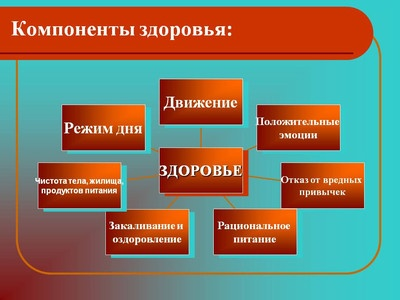 Компоненты здоровья:
Движение
Режим дня
Положительные
эмоции
ЗДОРОВЬЕ
Чистота тела, жилища,
продуктов питания
Отказ от вредных
привычек
Закаливание и
оздоровление
Рациональное
питание